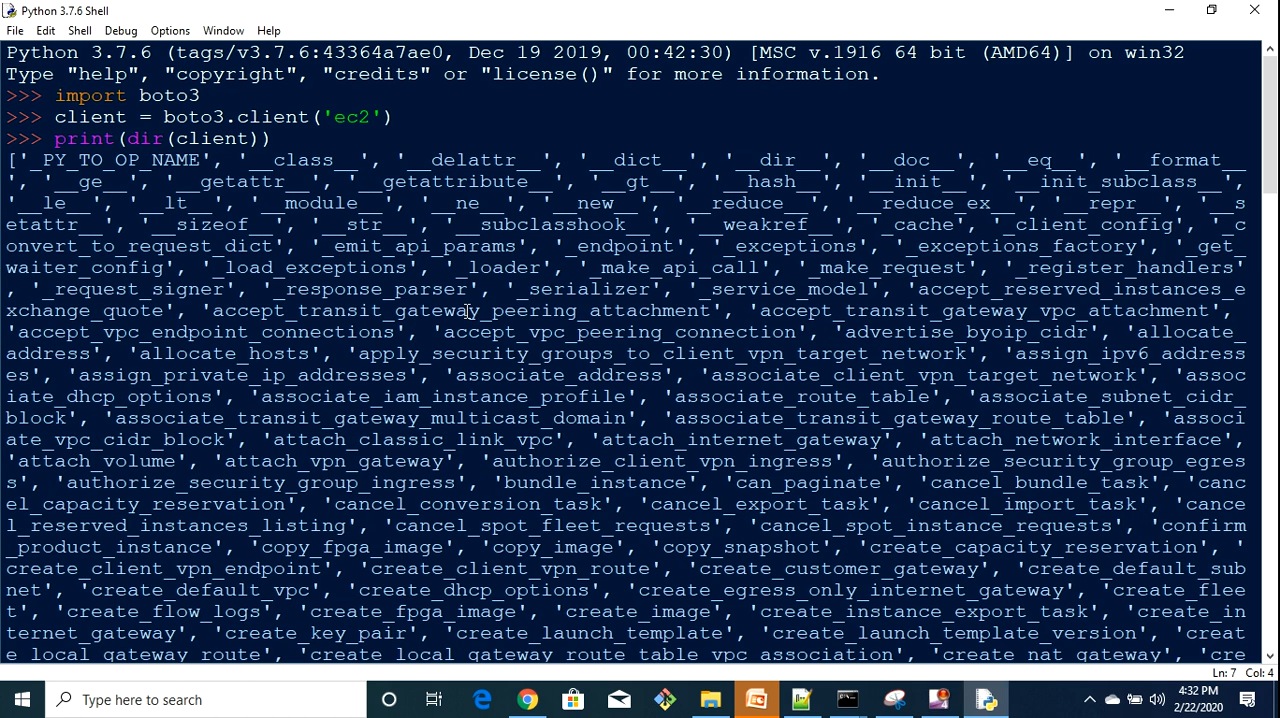 Python 3.7.6 Shell
File Edit Shell Debug Options Window Help
Python 3.7.6 (tags/v3.7.6:43364a7ae0, Dec 19 2019, 00:42:30) [MSC v.1916 64 bit (AMD64)] on win32
Type "help", "copyright", "credits" or "license()" for more information.
>>> import boto3
>>> client = boto3.client('ec2')
>>> print(dir(client))
['_PY_TO_OP_NAME', '__class__', '__delattr__', '__dict__', '__dir__', '__doc__', '__eq__', '__format__
', '__ge__', '__getattr__', '__getattribute__', '__gt__', '__hash__', '__init__', '__init_subclass__',
'__le__', '__lt__', '__module__', '__ne__', '__new__', '__reduce__', '__reduce_ex__', '__repr__', '__s
etattr__', '__sizeof__', '__str__', '__subclasshook__', '__weakref__', '_cache', '_client_config', '_c
onvert_to_request_dict', '_emit_api_params', '_endpoint', '_exceptions', '_exceptions_factory', '_get_
waiter_config', '_load_exceptions', '_loader', '_make_api_call', '_make_request', '_register_handlers'
, '_request_signer', '_response_parser', '_serializer', '_service_model', 'accept_reserved_instances_e
xchange_quote', 'accept_transit_gateway_peering_attachment', 'accept_transit_gateway_vpc_attachment',
'accept_vpc_endpoint_connections', 'accept_vpc_peering_connection', 'advertise_byoip_cidr', 'allocate_
address', 'allocate_hosts', 'apply_security_groups_to_client_vpn_target_network', 'assign_ipv6_address
es', 'assign_private_ip_addresses', 'associate_address', 'associate_client_vpn_target_network', 'assoc
iate_dhcp_options', 'associate_iam_instance_profile', 'associate_route_table', 'associate_subnet_cidr_
block', 'associate_transit_gateway_multicast_domain', 'associate_transit_gateway_route_table', 'associ
ate_vpc_cidr_block', 'attach_classic_link_vpc', 'attach_internet_gateway', 'attach_network_interface',
'attach_volume', 'attach_vpn_gateway', 'authorize_client_vpn_ingress', 'authorize_security_group_egres
s', 'authorize_security_group_ingress', 'bundle_instance', 'can_paginate', 'cancel_bundle_task', 'canc
el_capacity_reservation', 'cancel_conversion_task', 'cancel_export_task', 'cancel_import_task', 'cance
l_reserved_instances_listing', 'cancel_spot_fleet_requests', 'cancel_spot_instance_requests', 'confirm
_product_instance', 'copy_fpga_image', 'copy_image', 'copy_snapshot', 'create_capacity_reservation', '
create_client_vpn_endpoint', 'create_client_vpn_route', 'create_customer_gateway', 'create_default_sub
net', 'create_default_vpc', 'create_dhcp_options', 'create_egress_only_internet_gateway', 'create_flee
t', 'create_flow_logs', 'create_fpga_image', 'create_image', 'create_instance_export_task', 'create_in
ternet_gateway', 'create_key_pair', 'create_launch_template', 'create_launch_template_version', 'creat
e_local_gateway_route', 'create_local_gateway_route_table_vpc_association', 'create_nat_gateway', 'cre
Ln: 7 Col: 4
Type here to search
4:32 PM
2/22/2020